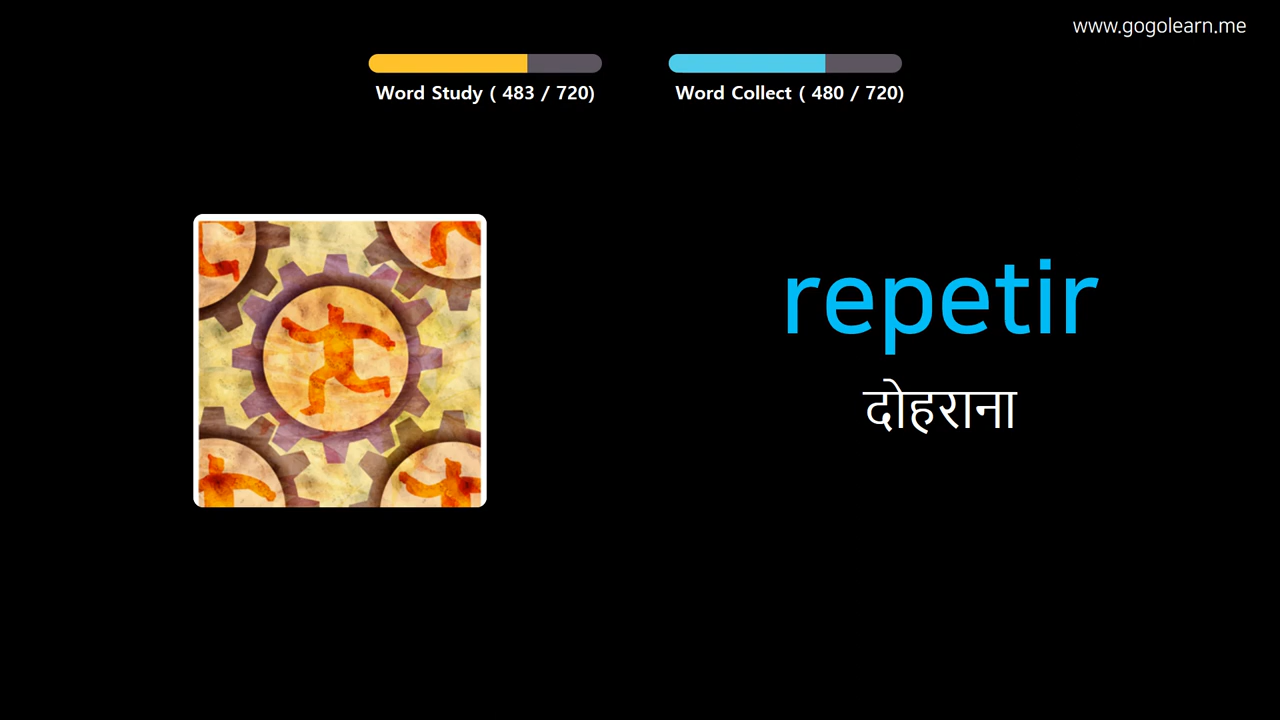 www.gogolearn.me
Word Study ( 483 / 720)
Word Collect ( 480 / 720)
repetir
दोहराना